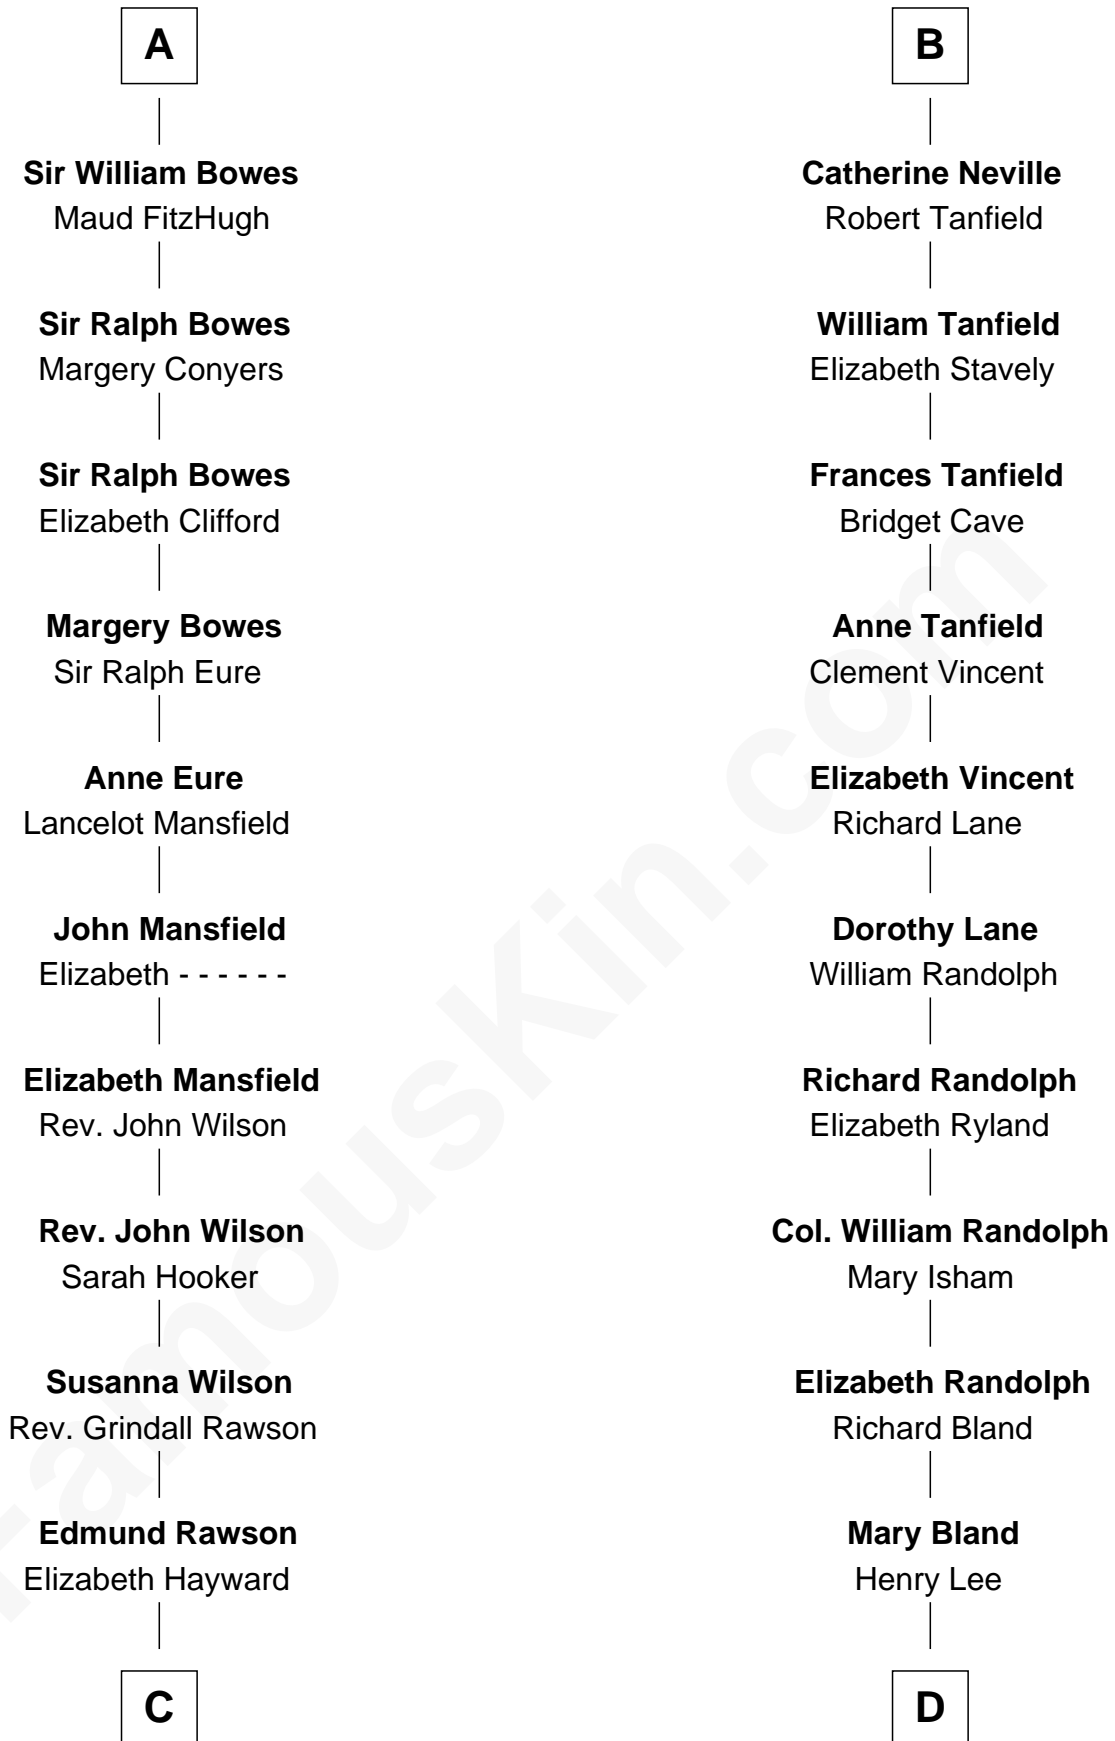 A
Sir William Bowes
Maud FitzHugh
Sir Ralph Bowes
Margery Conyers
Sir Ralph Bowes
Elizabeth Clifford
Margery Bowes
Sir Ralph Eure
Anne Eure
Lancelot Mansfield
John Mansfield
Elizabeth - - - - - -
Elizabeth Mansfield
Rev. John Wilson
Rev. John Wilson
Sarah Hooker
Susanna Wilson
Rev. Grindall Rawson
Edmund Rawson
Elizabeth Hayward
C
B
Catherine Neville
Robert Tanfield
William Tanfield
Elizabeth Stavely
Frances Tanfield
Bridget Cave
Anne Tanfield
Clement Vincent
Elizabeth Vincent
Richard Lane
Dorothy Lane
William Randolph
Richard Randolph
Elizabeth Ryland
Col. William Randolph
Mary Isham
Elizabeth Randolph
Richard Bland
Mary Bland
Henry Lee
D
FamousKin.com